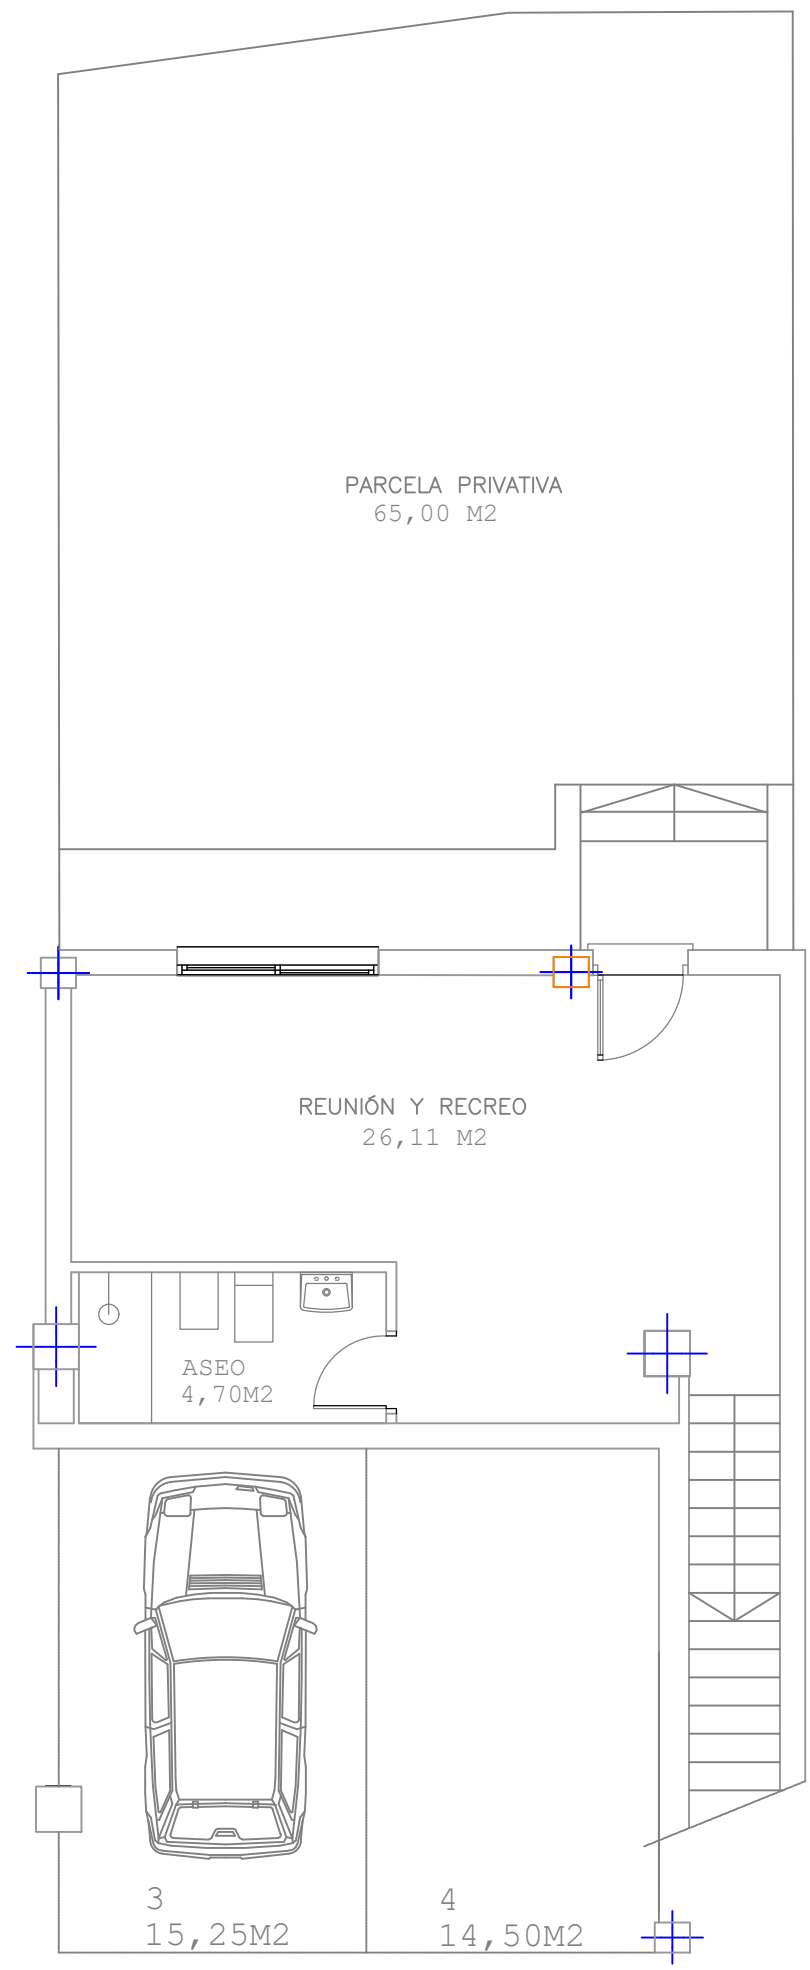 PARCELA PRIVATIVA
65,00 M2
REUNIÓN Y RECREO
26,11 M2
ASEO
4,70M2
3
15,25M2
4
14,50M2